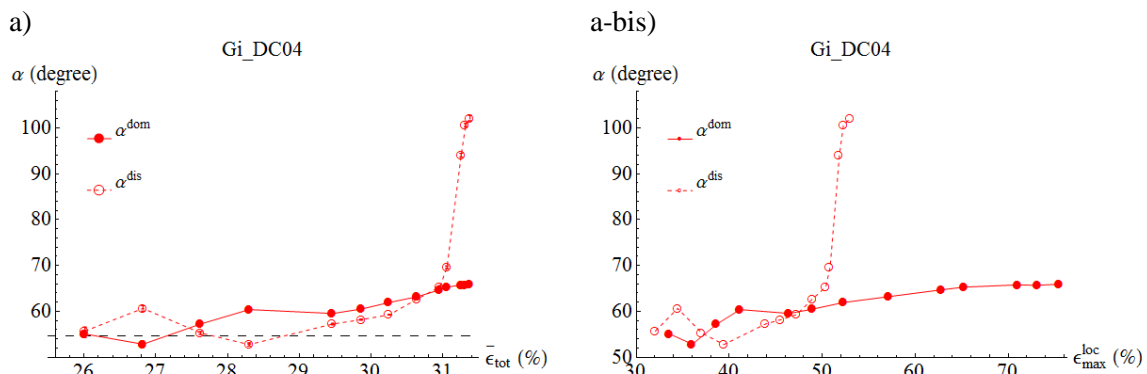 a)
Gi_DC04
α (degree)
100
90
80
70
60
50
α^dom
α^dis
26 27 28 29 30 31
ϵ̄_tot (%)
a-bis)
Gi_DC04
α (degree)
100
90
80
70
60
50
α^dom
α^dis
30 40 50 60 70
ϵ^loc_max (%)